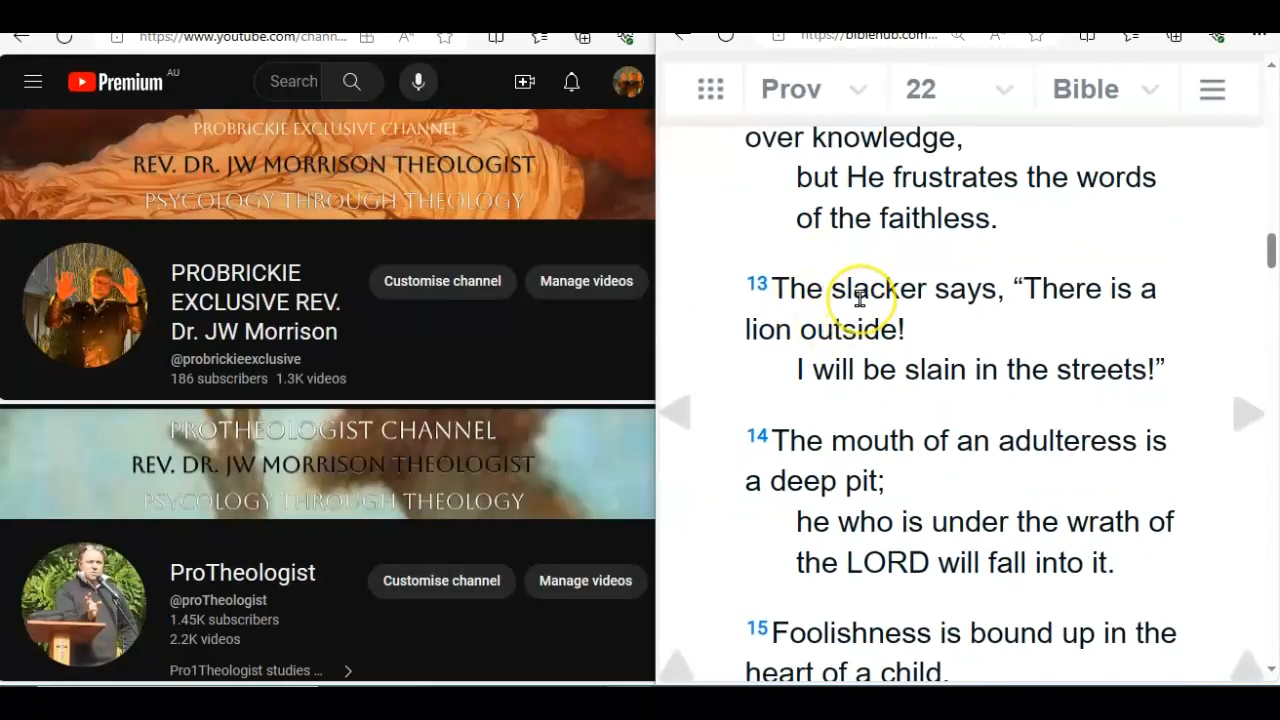 https://www.youtube.com/chann...
Premium AU
Search
PROBRICKIE EXCLUSIVE CHANNEL
REV. DR. JW MORRISON THEOLOGIST
PSYCOLOGY THROUGH THEOLOGY
PROBRICKIE
EXCLUSIVE REV.
Dr. JW Morrison
@probrickieexclusive
186 subscribers 1.3K videos
Customise channel
Manage videos
PROTHEOLOGIST CHANNEL
REV. DR. JW MORRISON THEOLOGIST
PSYCOLOGY THROUGH THEOLOGY
ProTheologist
@proTheologist
1.45K subscribers
2.2K videos
Pro1Theologist studies ...
Customise channel
Manage videos
https://biblehub.com...
Prov 22 Bible
over knowledge,
but He frustrates the words
of the faithless.
13 The slacker says, “There is a
lion outside!
I will be slain in the streets!”
14 The mouth of an adulteress is
a deep pit;
he who is under the wrath of
the LORD will fall into it.
15 Foolishness is bound up in the
heart of a child,